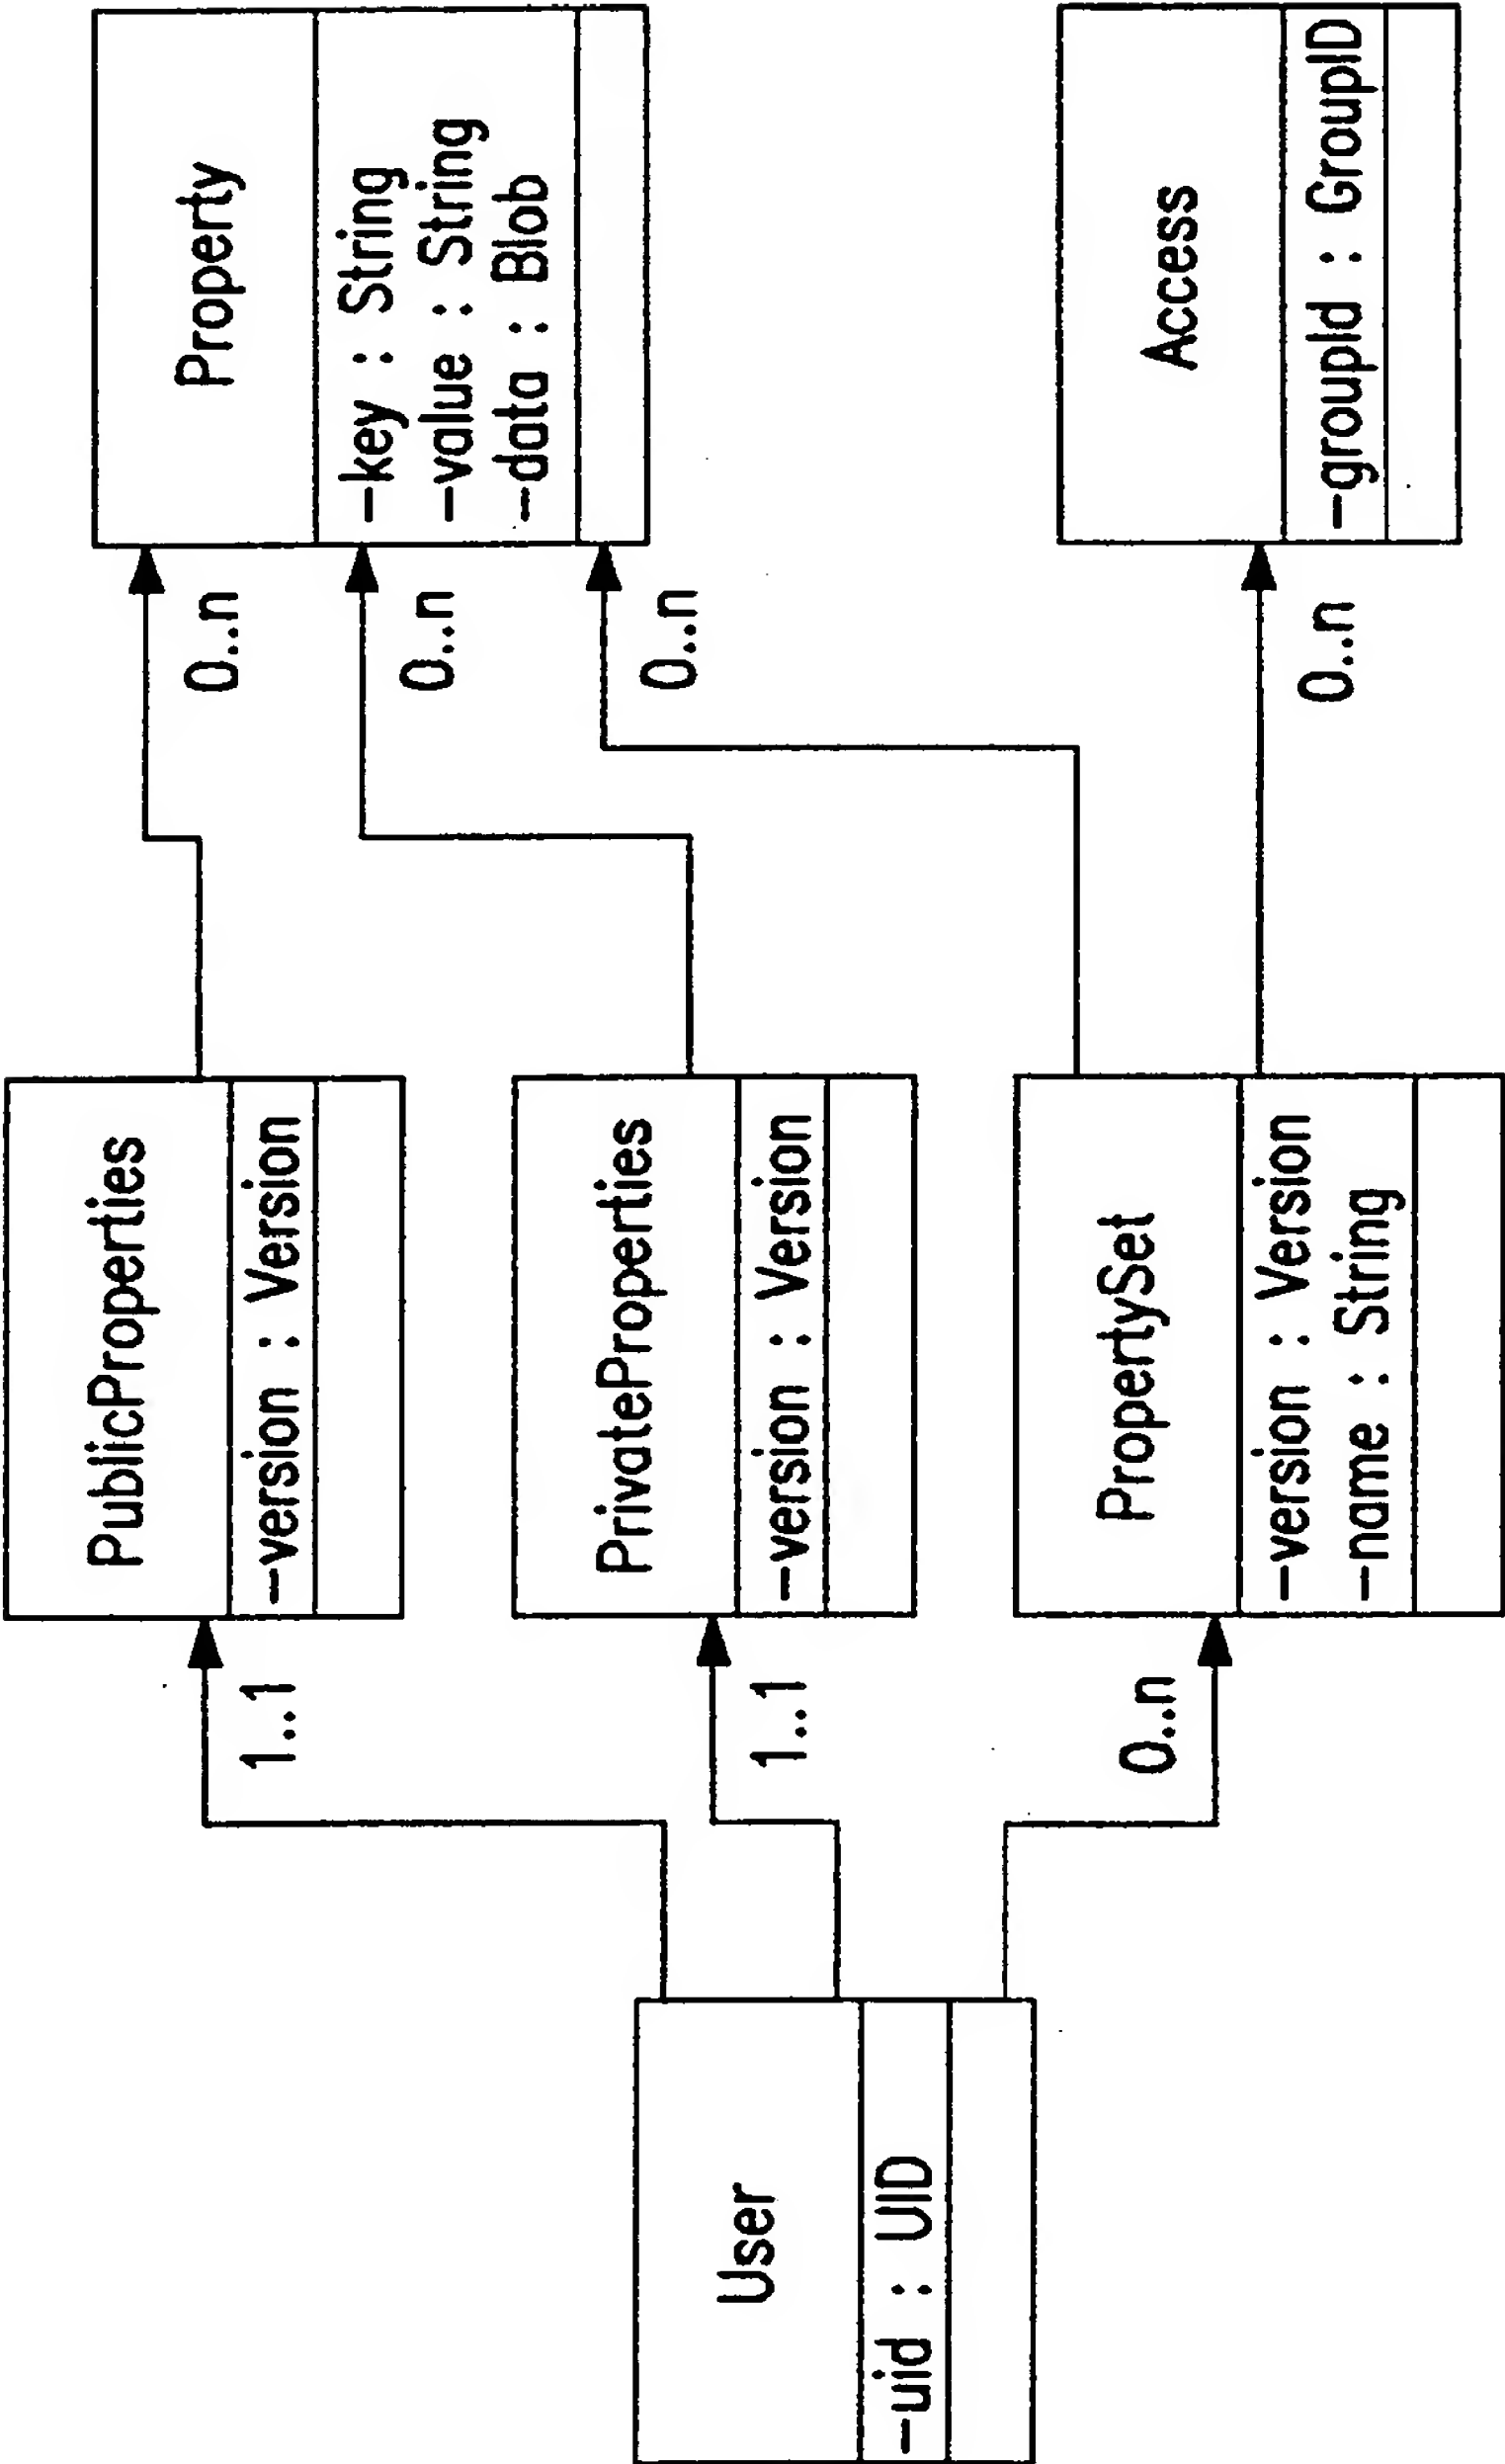 User
-uid : UID
1..1
1..1
0..n
PublicProperties
-version : Version
PrivateProperties
-version : Version
PropertySet
-version : Version
-name : String
0..n
0..n
0..n
0..n
Property
-key : String
-value : String
-data : Blob
Access
-groupId : GroupID